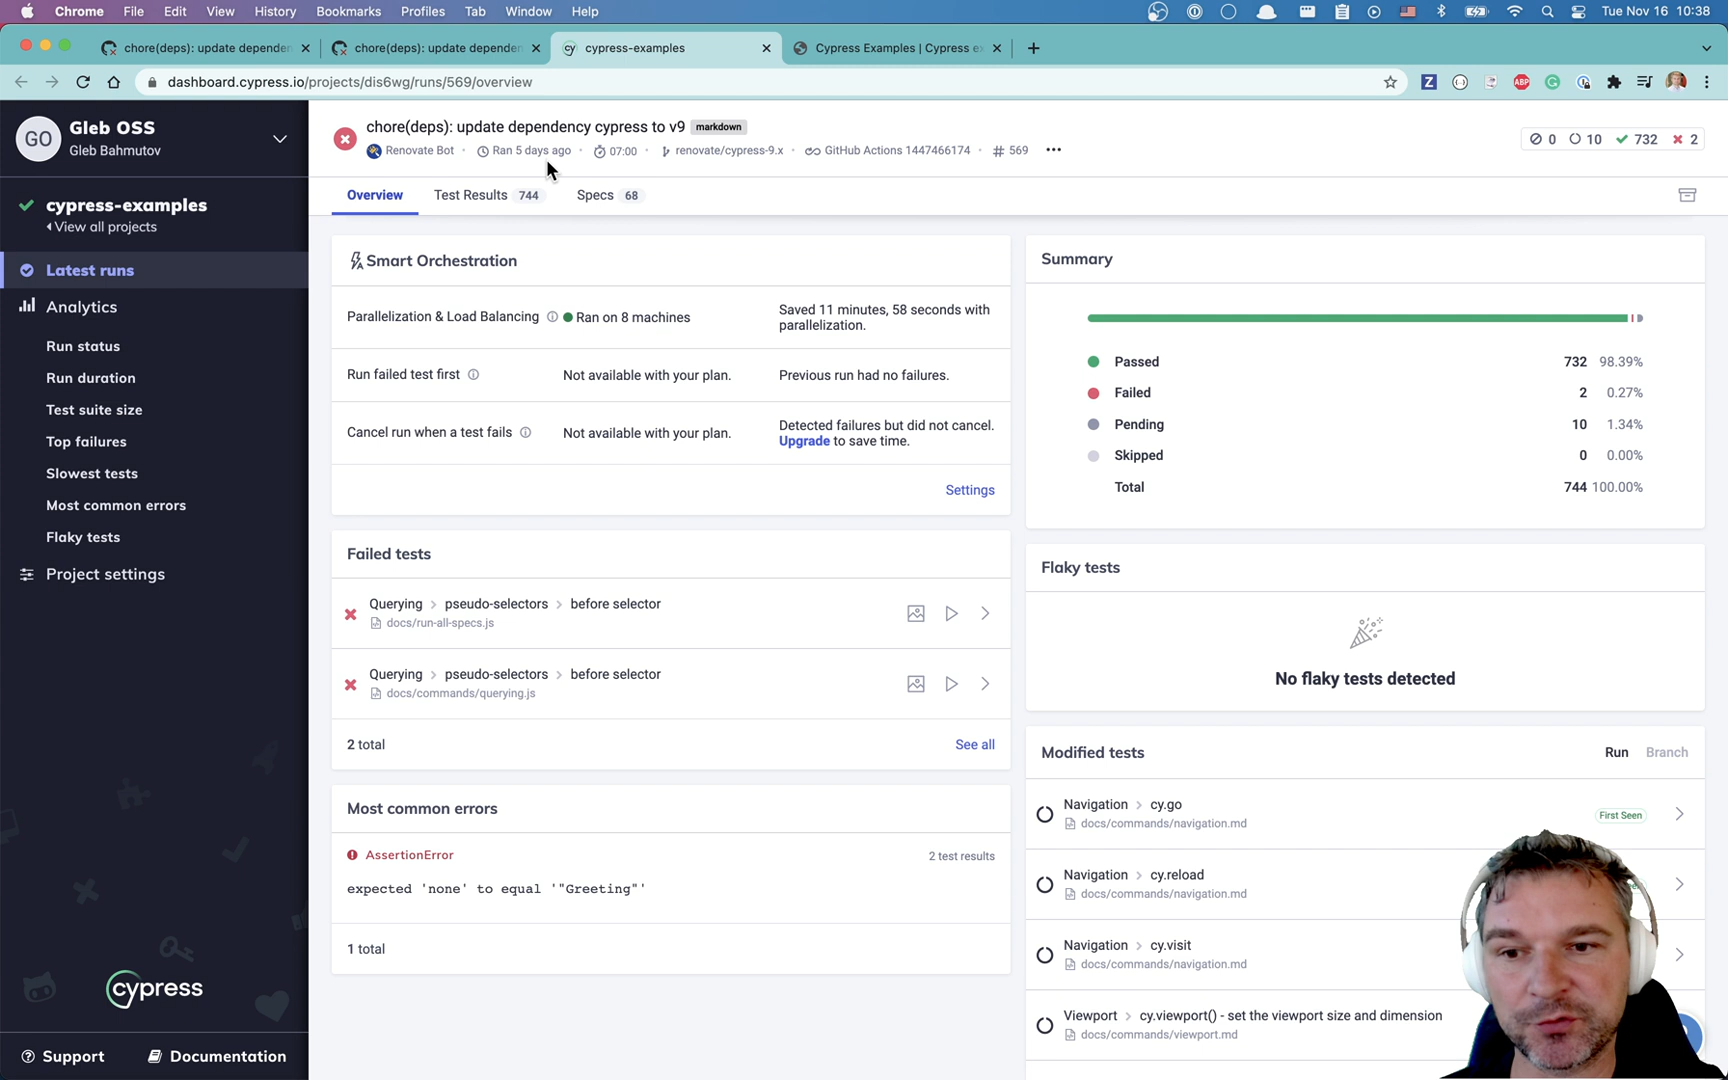 Chrome File Edit View History Bookmarks Profiles Tab Window Help Tue Nov 16 10:38
chore(deps): update dependen chore(deps): update dependen cypress-examples Cypress Examples | Cypress ex
dashboard.cypress.io/projects/dis6wg/runs/569/overview
GO
Gleb OSS
Gleb Bahmutov
cypress-examples
View all projects
Latest runs
Analytics
Run status
Run duration
Test suite size
Top failures
Slowest tests
Most common errors
Flaky tests
Project settings
cypress
Support Documentation
chore(deps): update dependency cypress to v9 markdown
Renovate Bot Ran 5 days ago 07:00 renovate/cypress-9.x GitHub Actions 1447466174 # 569
0 10 732 2
Overview Test Results 744 Specs 68
Smart Orchestration
Parallelization & Load Balancing Ran on 8 machines Saved 11 minutes, 58 seconds with
parallelization.
Run failed test first Not available with your plan. Previous run had no failures.
Cancel run when a test fails Not available with your plan. Detected failures but did not cancel.
Upgrade to save time.
Settings
Failed tests
Querying > pseudo-selectors > before selector
docs/run-all-specs.js
Querying > pseudo-selectors > before selector
docs/commands/querying.js
2 total See all
Most common errors
AssertionError 2 test results
expected 'none' to equal '"Greeting"'
1 total
Summary
Passed 732 98.39%
Failed 2 0.27%
Pending 10 1.34%
Skipped 0 0.00%
Total 744 100.00%
Flaky tests
No flaky tests detected
Modified tests Run Branch
Navigation > cy.go First Seen
docs/commands/navigation.md
Navigation > cy.reload
docs/commands/navigation.md
Navigation > cy.visit
docs/commands/navigation.md
Viewport > cy.viewport() - set the viewport size and dimension
docs/commands/viewport.md